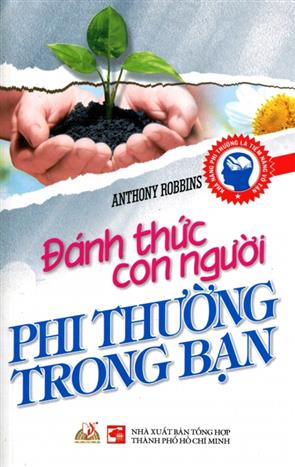 ANTHONY ROBBINS
Đánh thức
con người
PHI THƯỜNG
TRONG BẠN
NHÀ XUẤT BẢN TỔNG HỢP
THÀNH PHỐ HỒ CHÍ MINH